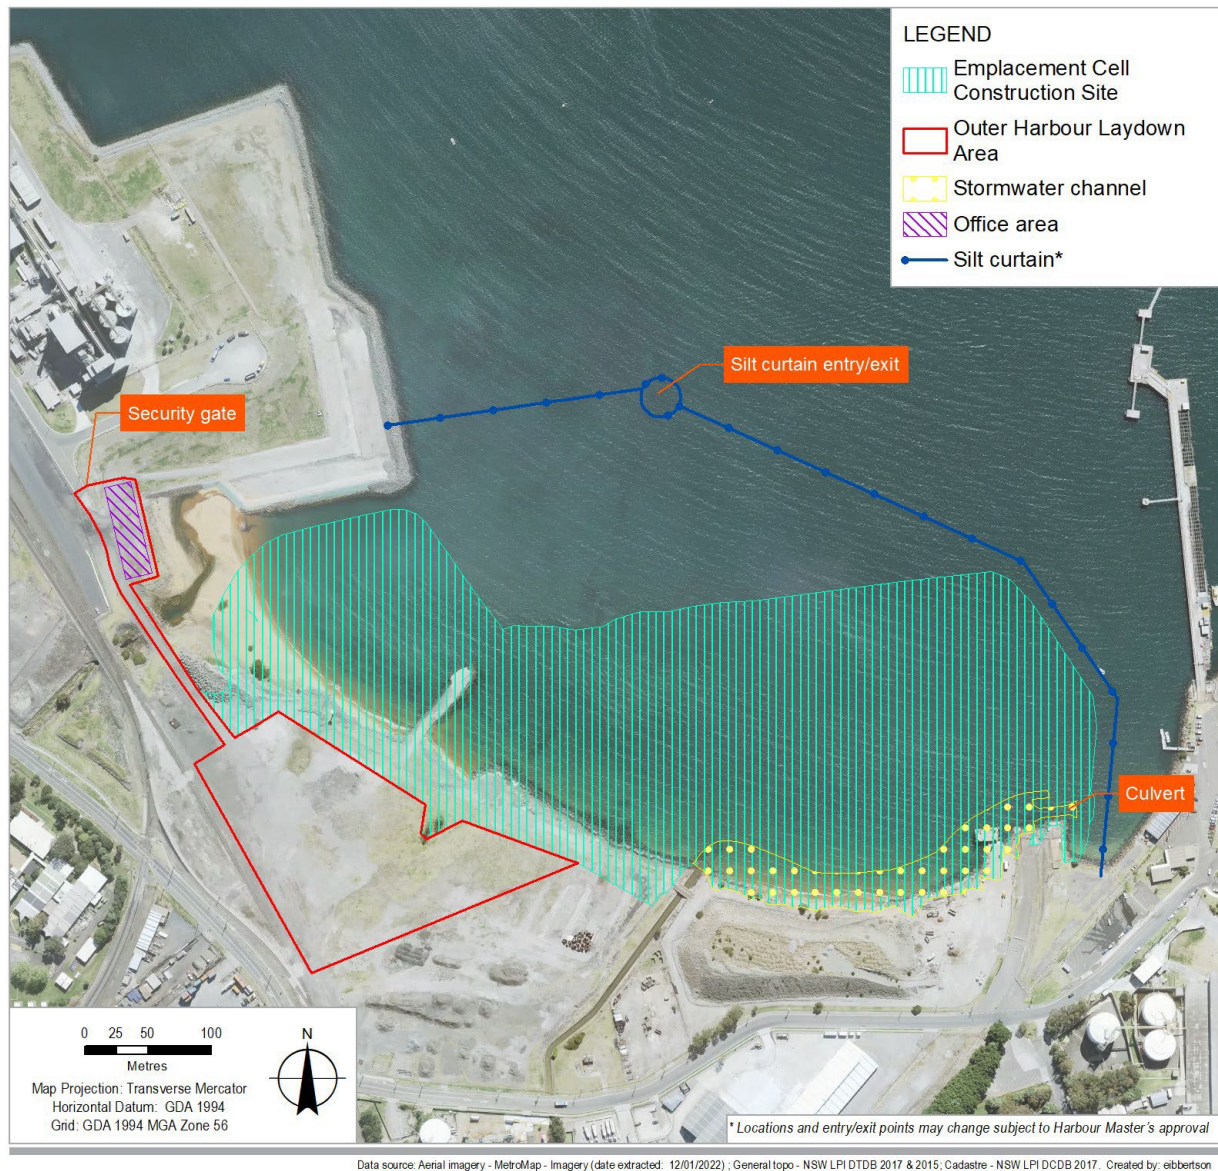 LEGEND
Emplacement Cell
Construction Site
Outer Harbour Laydown
Area
Stormwater channel
Office area
Silt curtain*
Silt curtain entry/exit
Security gate
Culvert
0 25 50 100
Metres
Map Projection: Transverse Mercator
Horizontal Datum: GDA 1994
Grid: GDA 1994 MGA Zone 56
N
* Locations and entry/exit points may change subject to Harbour Master's approval
Data source: Aerial imagery - MetroMap - Imagery (date extracted: 12/01/2022) ; General topo - NSW LPI DTDB 2017 & 2015; Cadastre - NSW LPI DCDB 2017. Created by: eibbertson